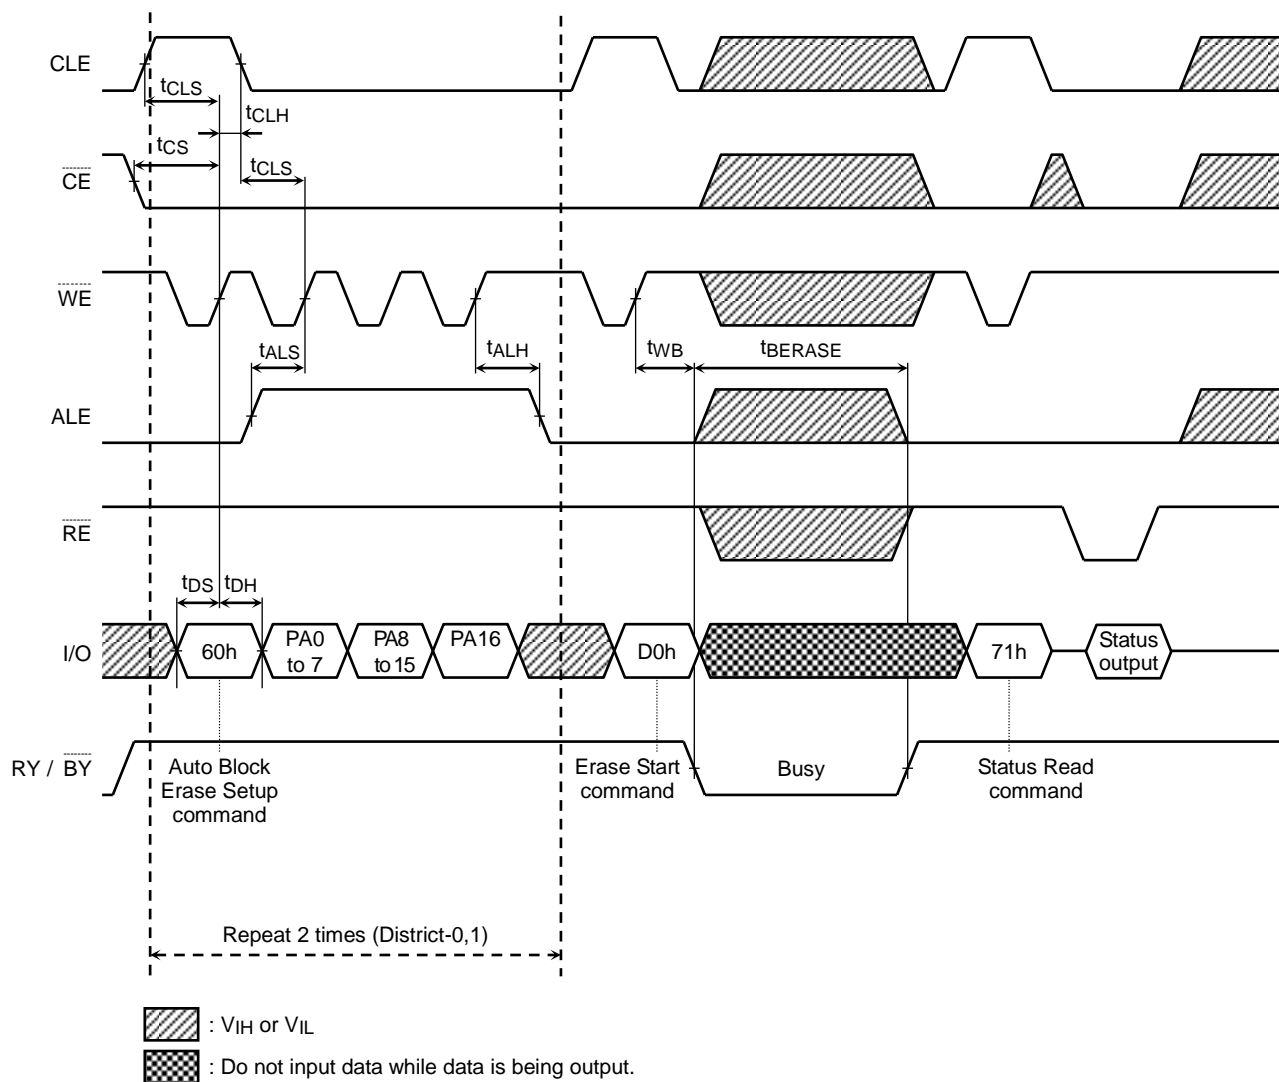 CLE
tCLS
tCLH
tCS
tCLS
CE
WE
tALS
tALH
tWB
tBERASE
ALE
RE
tDS
tDH
I/O
60h
PA0
to 7
PA8
to 15
PA16
D0h
71h
Status
output
RY / BY
Auto Block
Erase Setup
command
Erase Start
command
Busy
Status Read
command
Repeat 2 times (District-0,1)
: VIH or VIL
: Do not input data while data is being output.